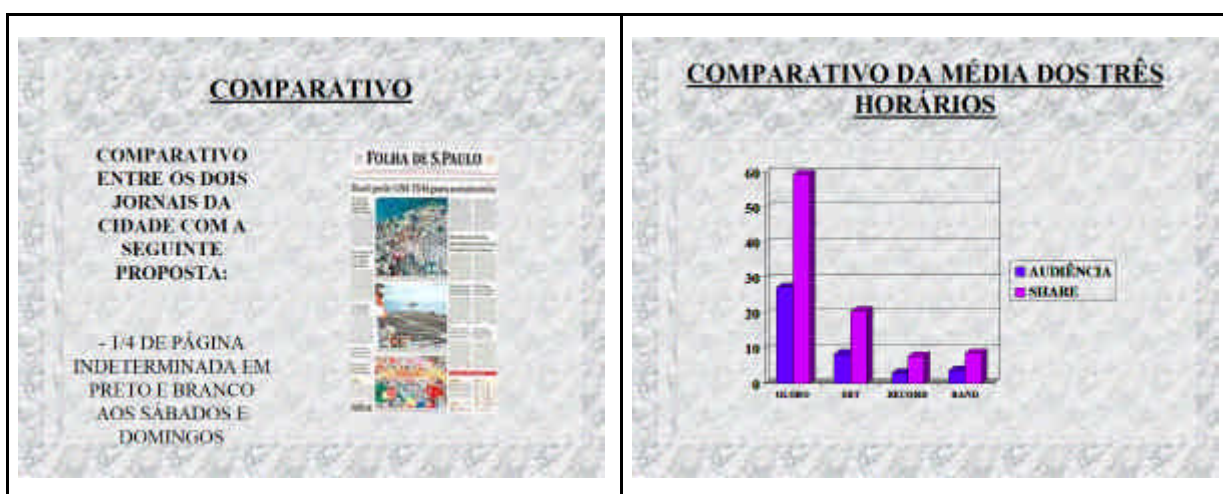 COMPARATIVO
COMPARATIVO
ENTRE OS DOIS
JORNAIS DA
CIDADE COM A
SEGUINTE
PROPOSTA:
- 1/4 DE PÁGINA
INDETERMINADA EM
PRETO E BRANCO
AOS SÁBADOS E
DOMINGOS
FOLHA DE S.PAULO
COMPARATIVO DA MÉDIA DOS TRÊS
HORÁRIOS
60
50
40
30
20
10
0
GLOBO SBT RECORD BAND
AUDIÊNCIA
SHARE